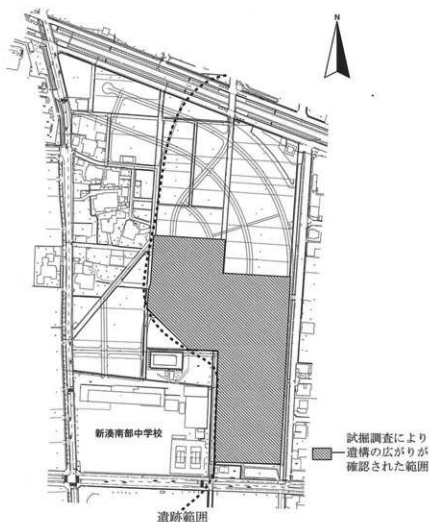 N
新湊南部中学校
試掘調査により
遺構の広がりが
確認された範囲
遺跡範囲